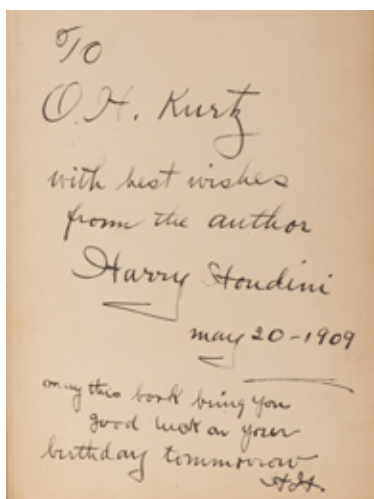 To
O.H. Kurtz
with best wishes
from the author
Harry Houdini
may 20-1909
may this book bring you
good luck on your
birthday tommorrow
H.H.